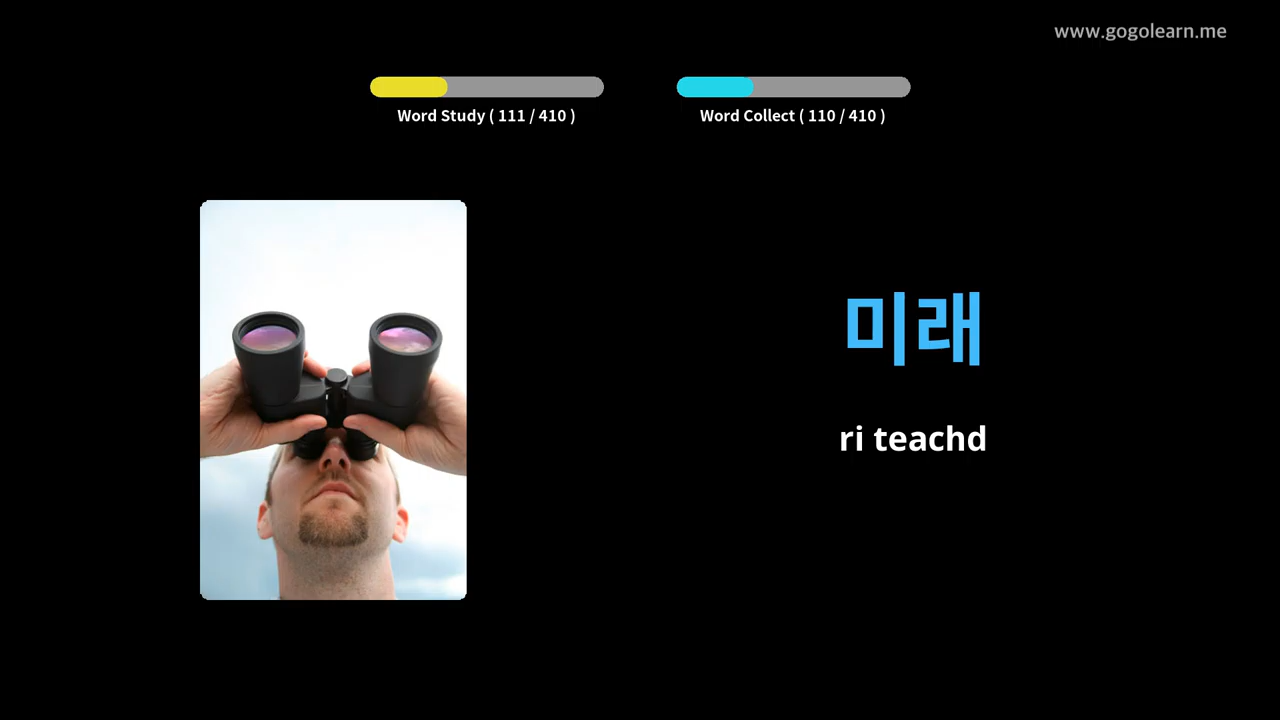 www.gogolearn.me
Word Study ( 111 / 410 )
Word Collect ( 110 / 410 )
미래
ri teachd